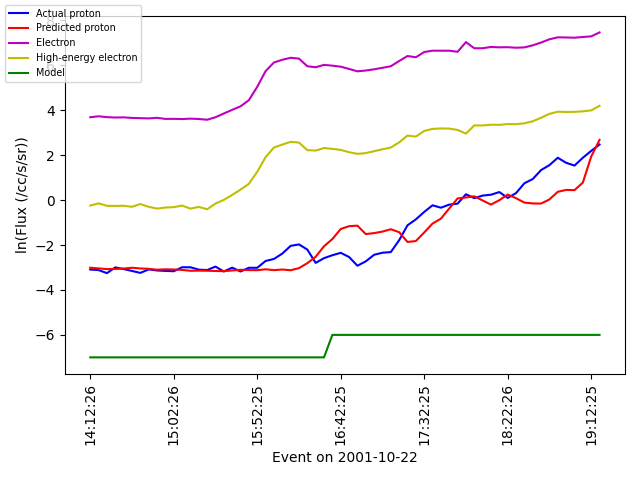 Actual proton
Predicted proton
Electron
High-energy electron
Model
4
2
0
−2
−4
−6
ln(Flux (/cc/s/sr))
14:12:26
15:02:26
15:52:25
16:42:25
17:32:25
18:22:26
19:12:25
Event on 2001-10-22